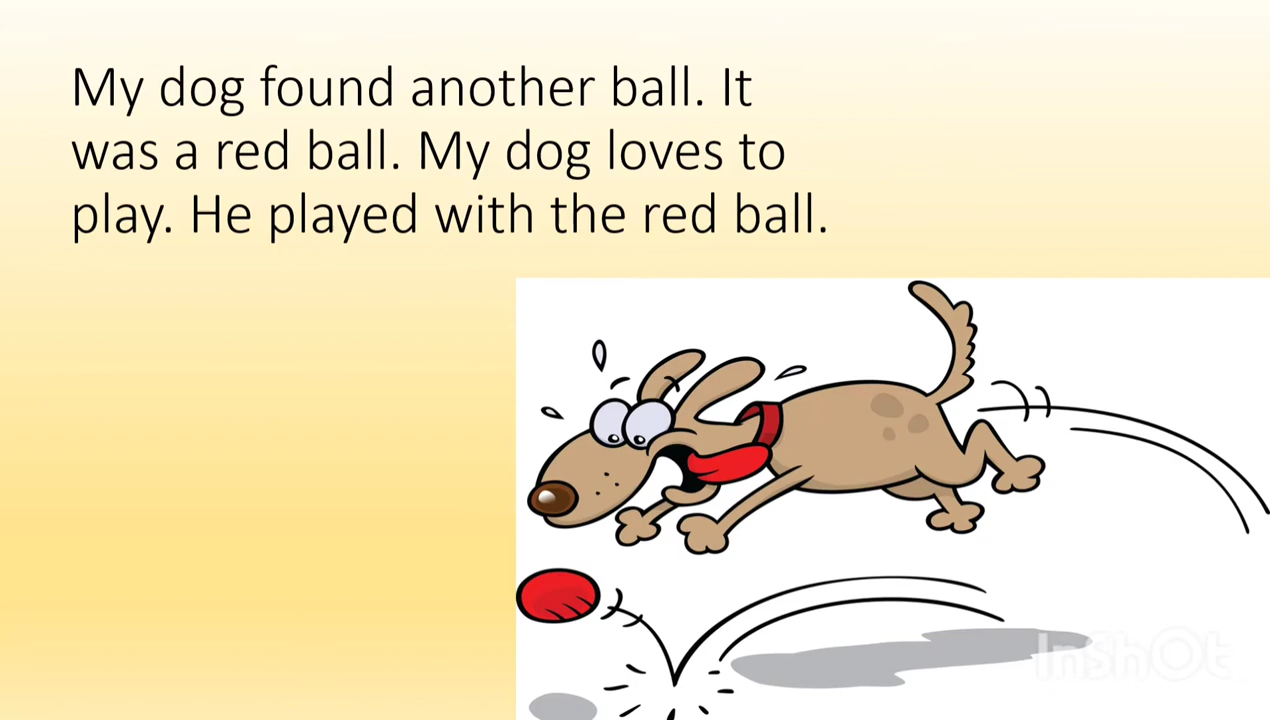 My dog found another ball. It
was a red ball. My dog loves to
play. He played with the red ball.
InShOt